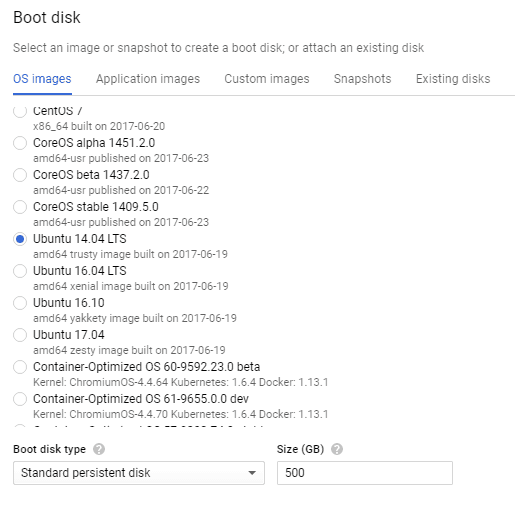 Boot disk
Select an image or snapshot to create a boot disk; or attach an existing disk
OS images Application images Custom images Snapshots Existing disks
CentOS 7
x86_64 built on 2017-06-20
CoreOS alpha 1451.2.0
amd64-usr published on 2017-06-23
CoreOS beta 1437.2.0
amd64-usr published on 2017-06-22
CoreOS stable 1409.5.0
amd64-usr published on 2017-06-23
Ubuntu 14.04 LTS
amd64 trusty image built on 2017-06-19
Ubuntu 16.04 LTS
amd64 xenial image built on 2017-06-19
Ubuntu 16.10
amd64 yakkety image built on 2017-06-19
Ubuntu 17.04
amd64 zesty image built on 2017-06-19
Container-Optimized OS 60-9592.23.0 beta
Kernel: ChromiumOS-4.4.64 Kubernetes: 1.6.4 Docker: 1.13.1
Container-Optimized OS 61-9655.0.0 dev
Kernel: ChromiumOS-4.4.70 Kubernetes: 1.6.4 Docker: 1.13.1
Boot disk type ? Size (GB) ?
Standard persistent disk 500